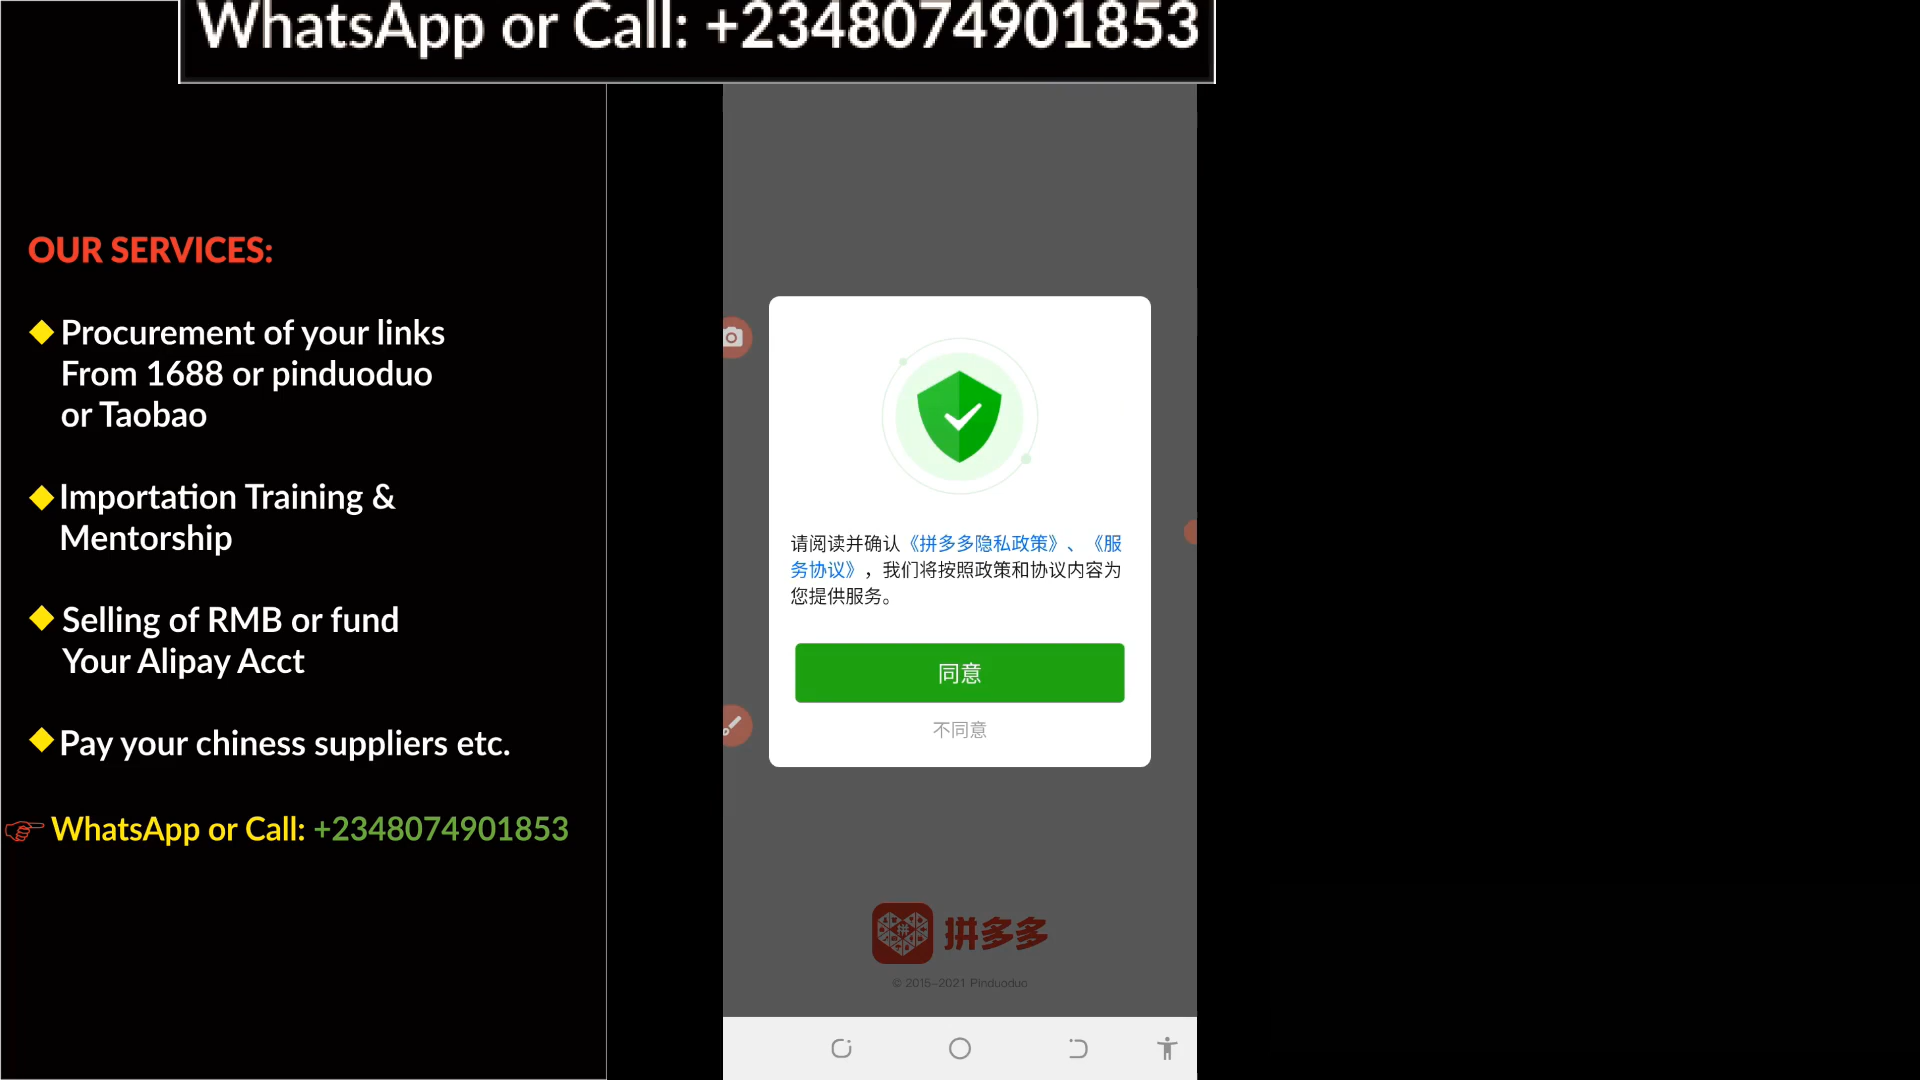 WhatsApp or Call: +2348074901853
OUR SERVICES:
Procurement of your links
From 1688 or pinduoduo
or Taobao
Importation Training &
Mentorship
Selling of RMB or fund
Your Alipay Acct
Pay your chiness suppliers etc.
WhatsApp or Call: +2348074901853
请阅读并确认《拼多多隐私政策》、《服
务协议》，我们将按照政策和协议内容为
您提供服务。
同意
不同意
拼
拼多多
© 2015-2021 Pinduoduo